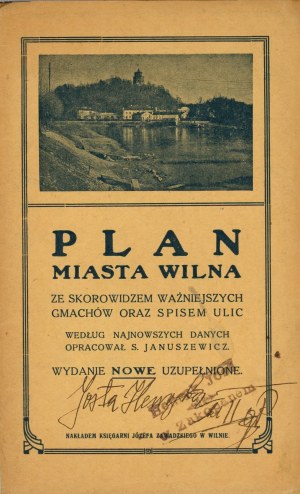 PLAN
MIASTA WILNA
ZE SKOROWIDZEM WAŻNIEJSZYCH
GMACHÓW ORAZ SPISEM ULIC
WEDŁUG NAJNOWSZYCH DANYCH
OPRACOWAŁ S. JANUSZEWICZ.
WYDANIE NOWE UZUPEŁNIONE.
NAKŁADEM KSIĘGARNI JÓZEFA ZAWADZKIEGO W WILNIE.